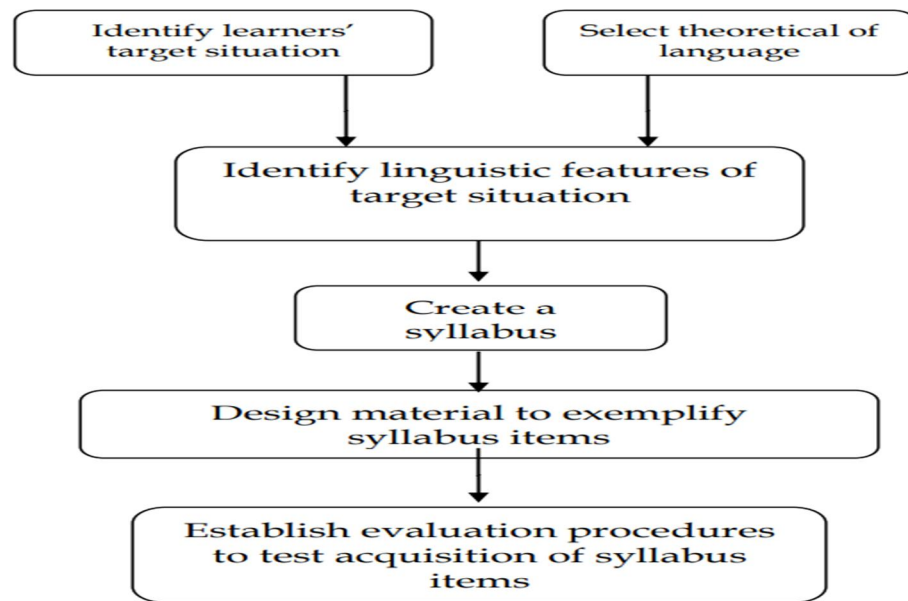 Identify learners'
target situation
Select theoretical of
language
Identify linguistic features of
target situation
Create a
syllabus
Design material to exemplify
syllabus items
Establish evaluation procedures
to test acquisition of syllabus
items